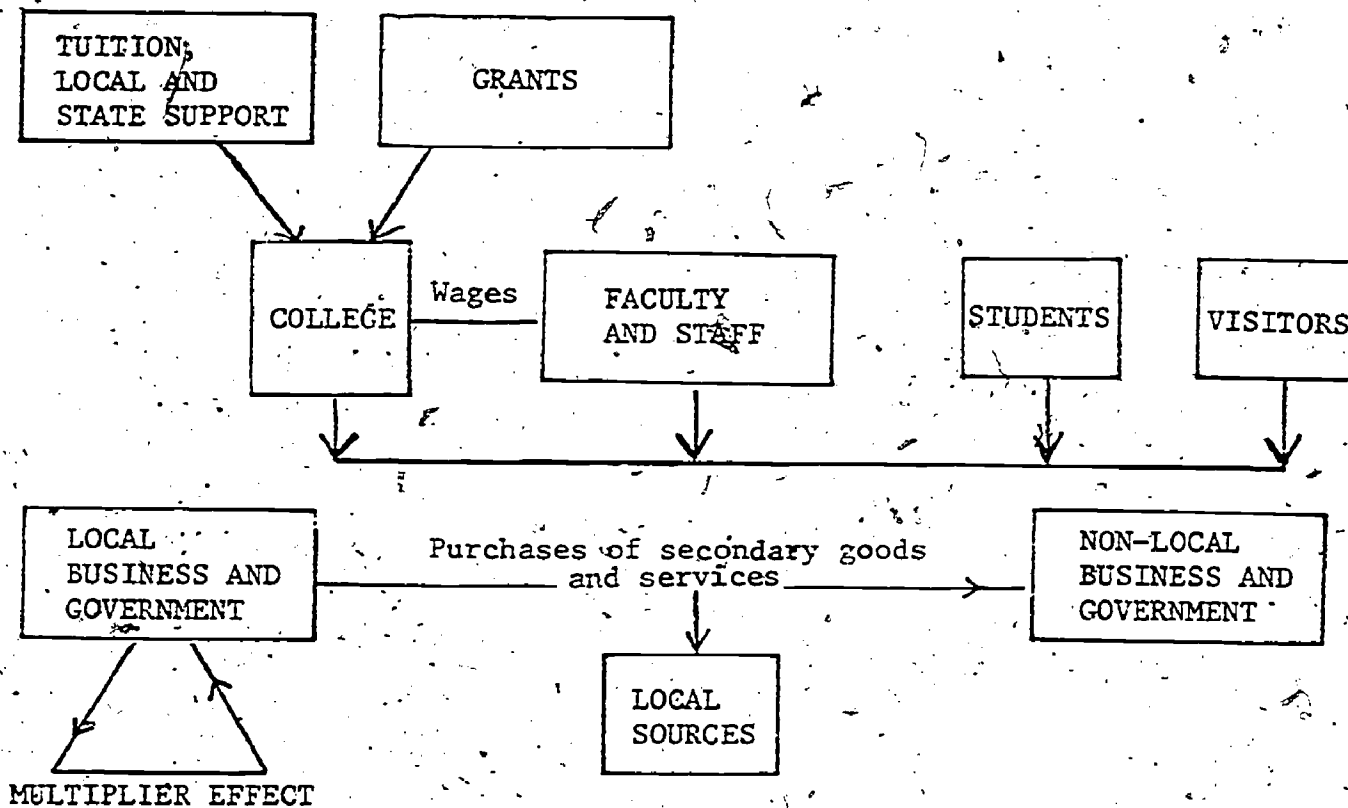 TUITION,
LOCAL AND
STATE SUPPORT
GRANTS
COLLEGE
Wages
FACULTY
AND STAFF
STUDENTS
VISITORS
LOCAL
BUSINESS AND
GOVERNMENT
Purchases of secondary goods
and services
NON-LOCAL
BUSINESS AND
GOVERNMENT
LOCAL
SOURCES
MULTIPLIER EFFECT